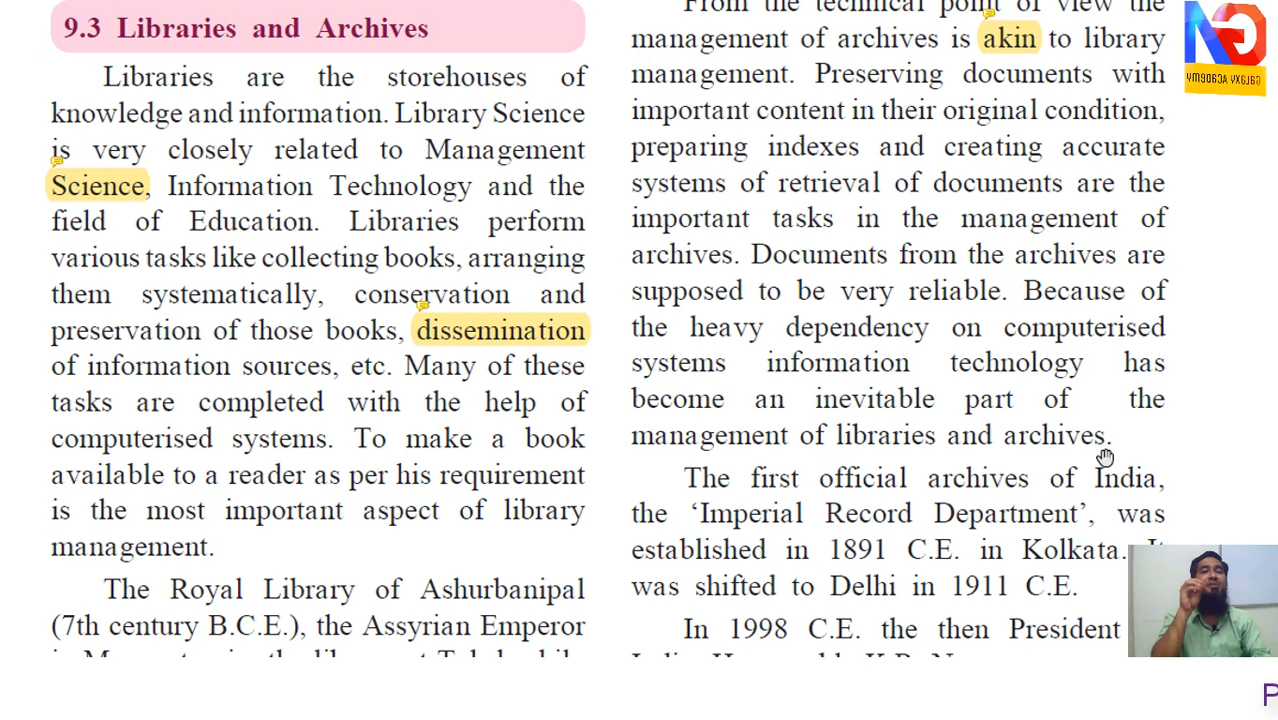 9.3 Libraries and Archives
Libraries are the storehouses of
knowledge and information. Library Science
is very closely related to Management
Science, Information Technology and the
field of Education. Libraries perform
various tasks like collecting books, arranging
them systematically, conservation and
preservation of those books, dissemination
of information sources, etc. Many of these
tasks are completed with the help of
computerised systems. To make a book
available to a reader as per his requirement
is the most important aspect of library
management.
The Royal Library of Ashurbanipal
(7th century B.C.E.), the Assyrian Emperor
From the technical point of view the
management of archives is akin to library
management. Preserving documents with
important content in their original condition,
preparing indexes and creating accurate
systems of retrieval of documents are the
important tasks in the management of
archives. Documents from the archives are
supposed to be very reliable. Because of
the heavy dependency on computerised
systems information technology has
become an inevitable part of the
management of libraries and archives.
The first official archives of India,
the ‘Imperial Record Department’, was
established in 1891 C.E. in Kolkata. It
was shifted to Delhi in 1911 C.E.
In 1998 C.E. the then President
GALAXY ACADEMY
P